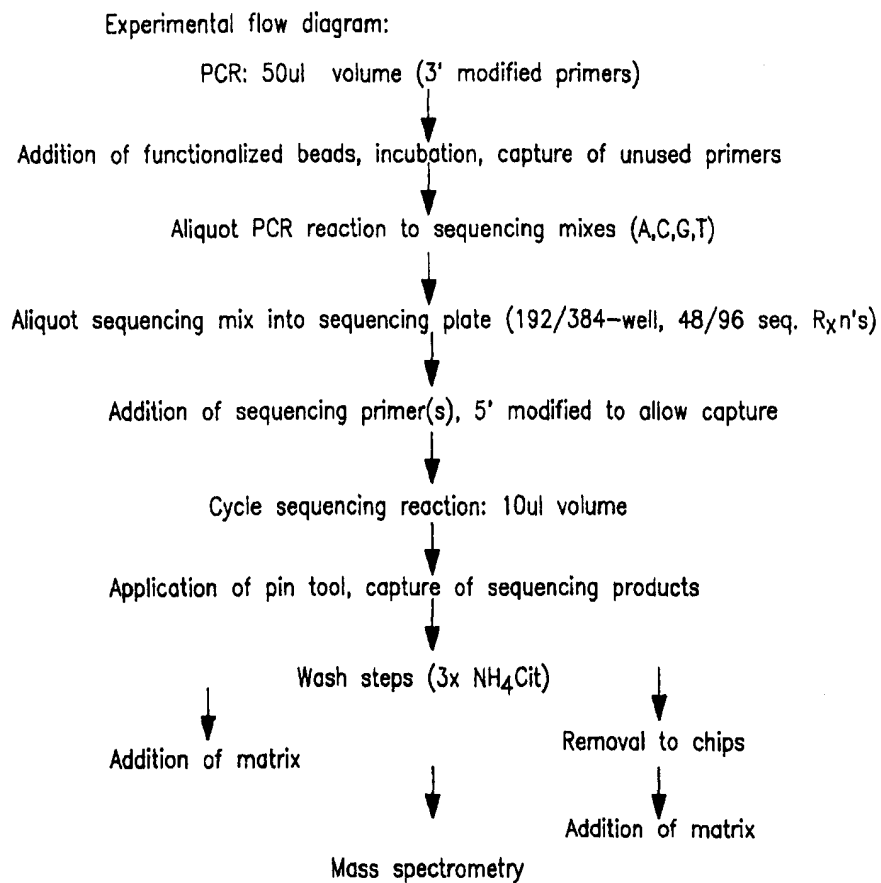 Experimental flow diagram:
PCR: 50ul volume (3' modified primers)
Addition of functionalized beads, incubation, capture of unused primers
Aliquot PCR reaction to sequencing mixes (A,C,G,T)
Aliquot sequencing mix into sequencing plate (192/384-well, 48/96 seq. RXn's)
Addition of sequencing primer(s), 5' modified to allow capture
Cycle sequencing reaction: 10ul volume
Application of pin tool, capture of sequencing products
Wash steps (3x NH4Cit)
Addition of matrix
Removal to chips
Addition of matrix
Mass spectrometry